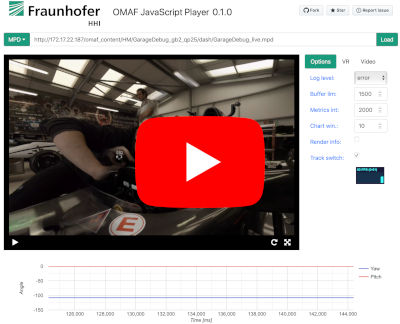 Fraunhofer
HHI
OMAF JavaScript Player 0.1.0
Fork
Star
Report Issue
MPD
http://172.17.22.187/omaf_content/HM/GarageDebug_gb2_qp25/dash/GarageDebug_live.mpd
Load
Options
VR
Video
Log level:
error
Buffer lim:
1500
Metrics int:
2000
Chart win.:
10
Render info:
Track switch:
E
0
-50
-100
-150
Angle
126,000
128,000
130,000
132,000
134,000
136,000
138,000
140,000
142,000
144,000
Time [ms]
Yaw
Pitch